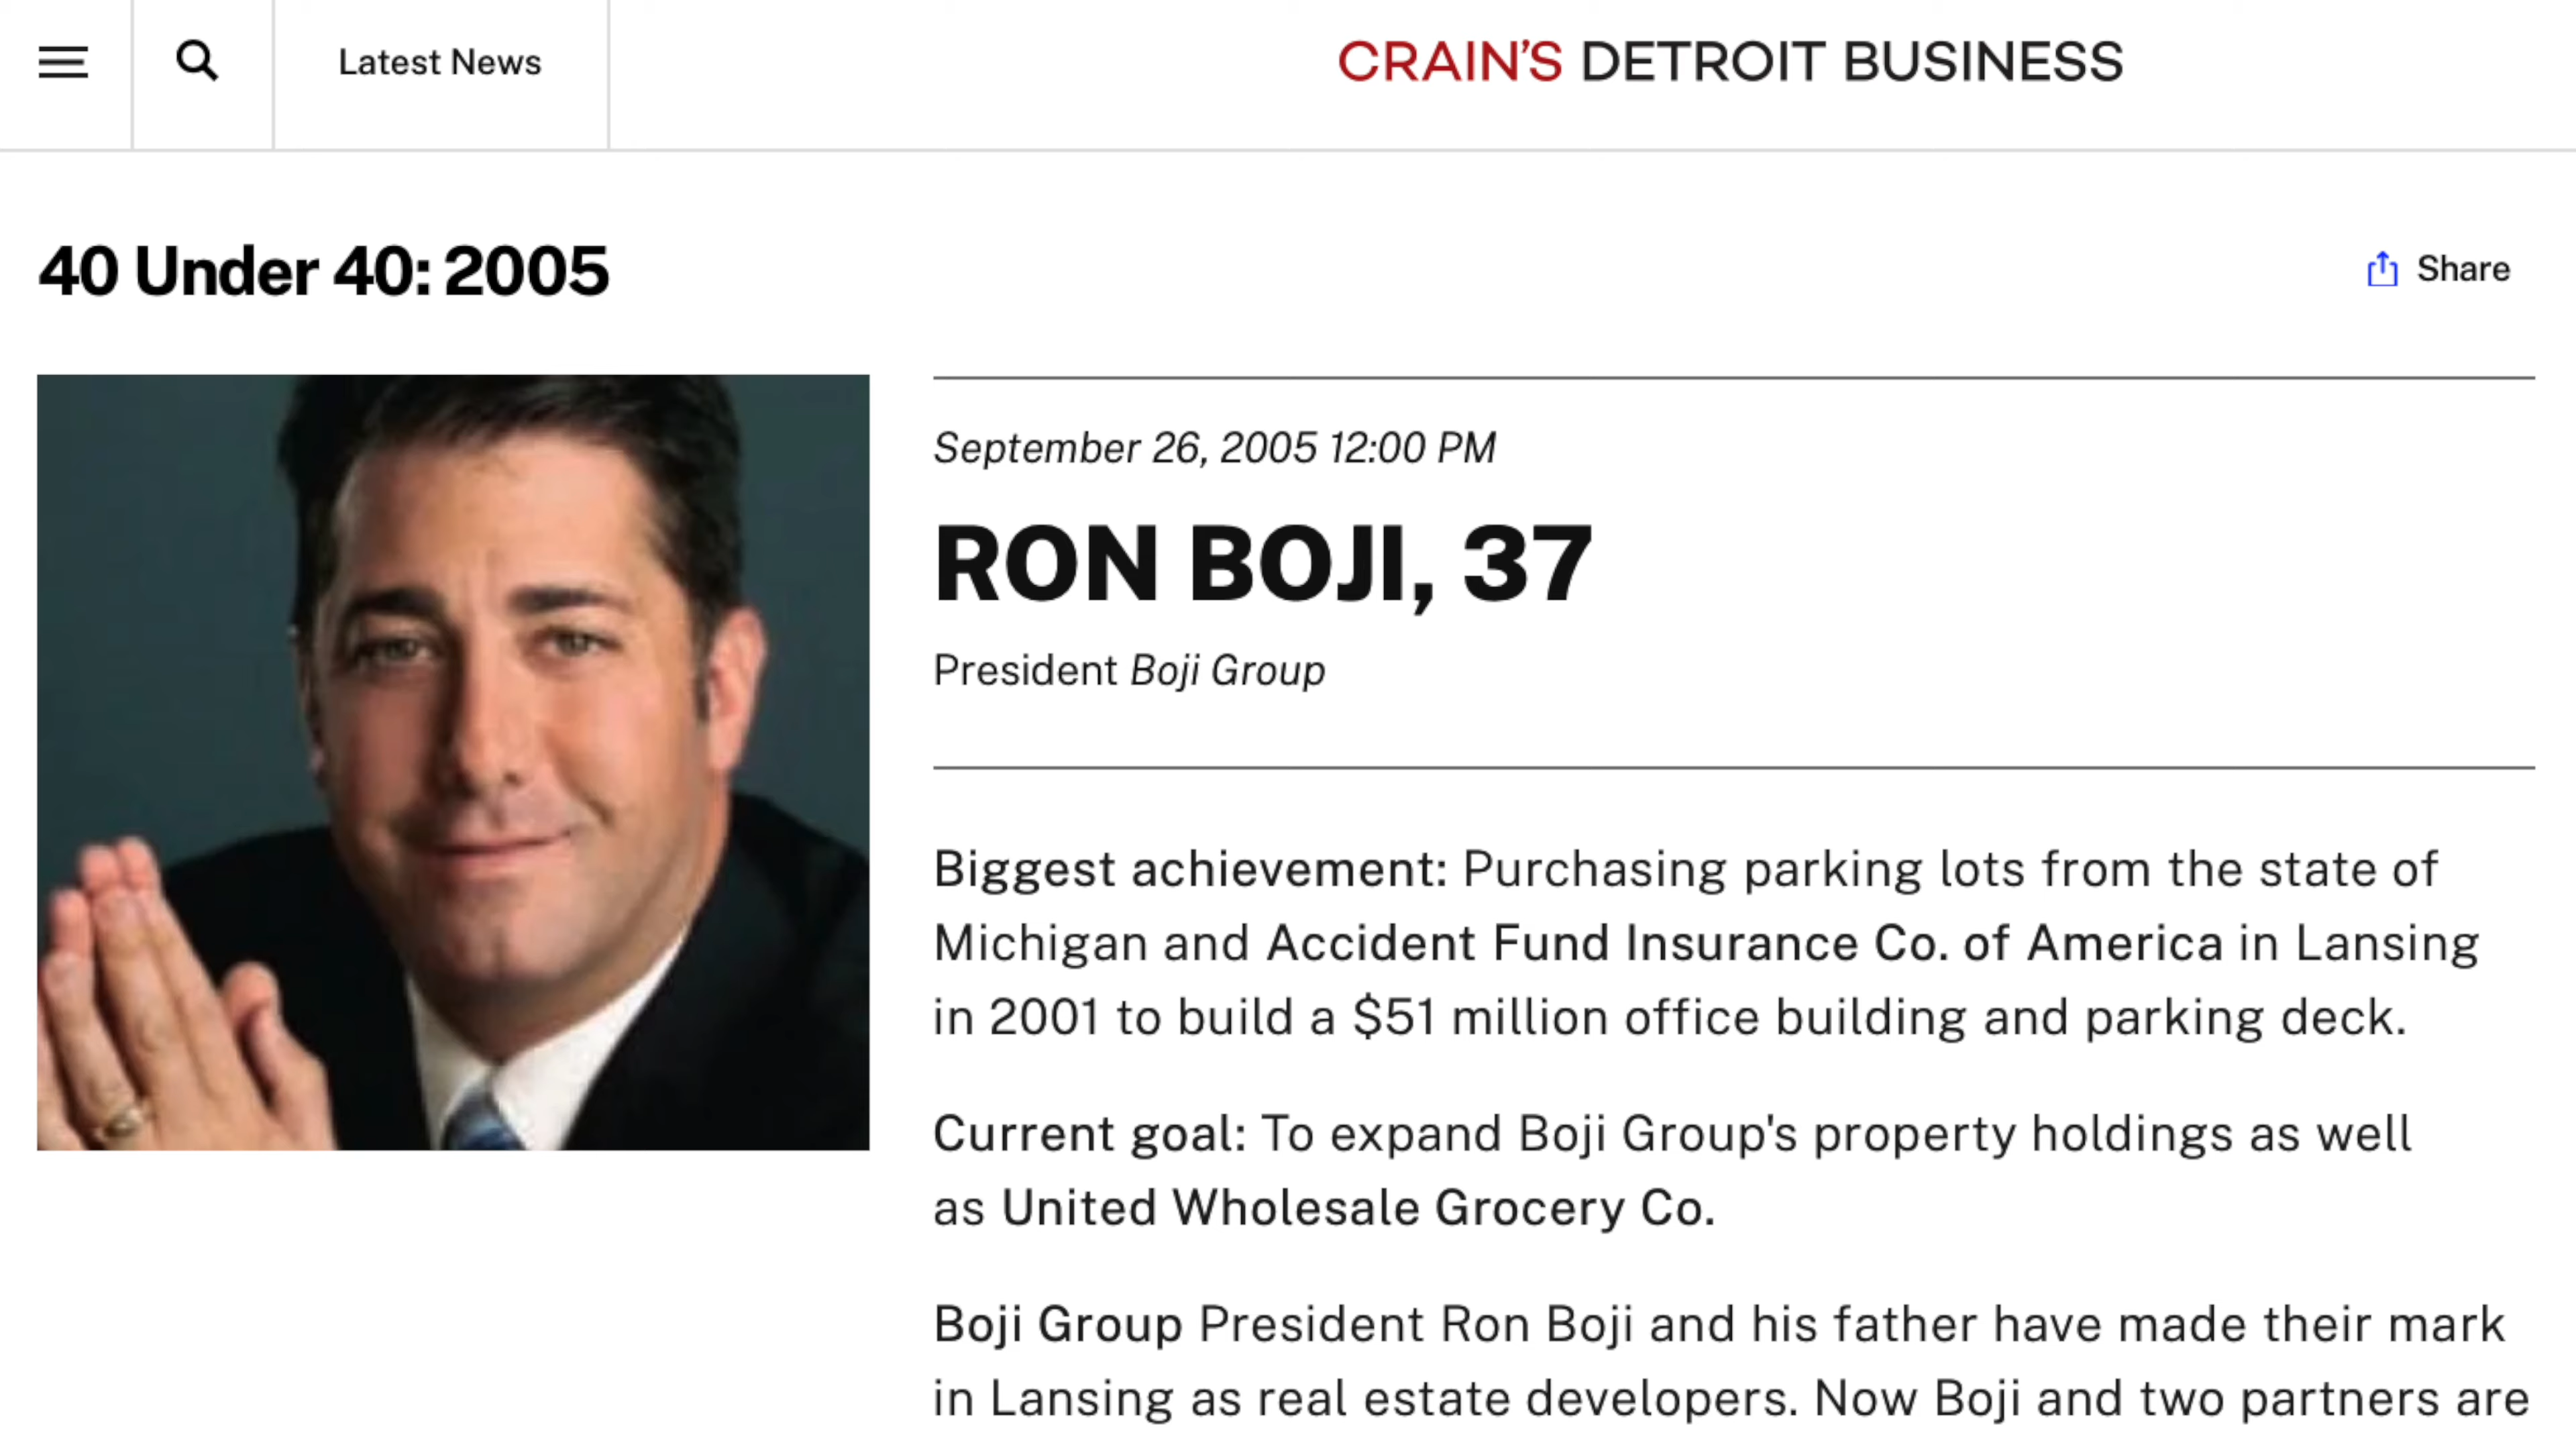 Latest News
CRAIN'S DETROIT BUSINESS
40 Under 40: 2005
Share
September 26, 2005 12:00 PM
RON BOJI, 37
President Boji Group
Biggest achievement: Purchasing parking lots from the state of
Michigan and Accident Fund Insurance Co. of America in Lansing
in 2001 to build a $51 million office building and parking deck.
Current goal: To expand Boji Group's property holdings as well
as United Wholesale Grocery Co.
Boji Group President Ron Boji and his father have made their mark
in Lansing as real estate developers. Now Boji and two partners are